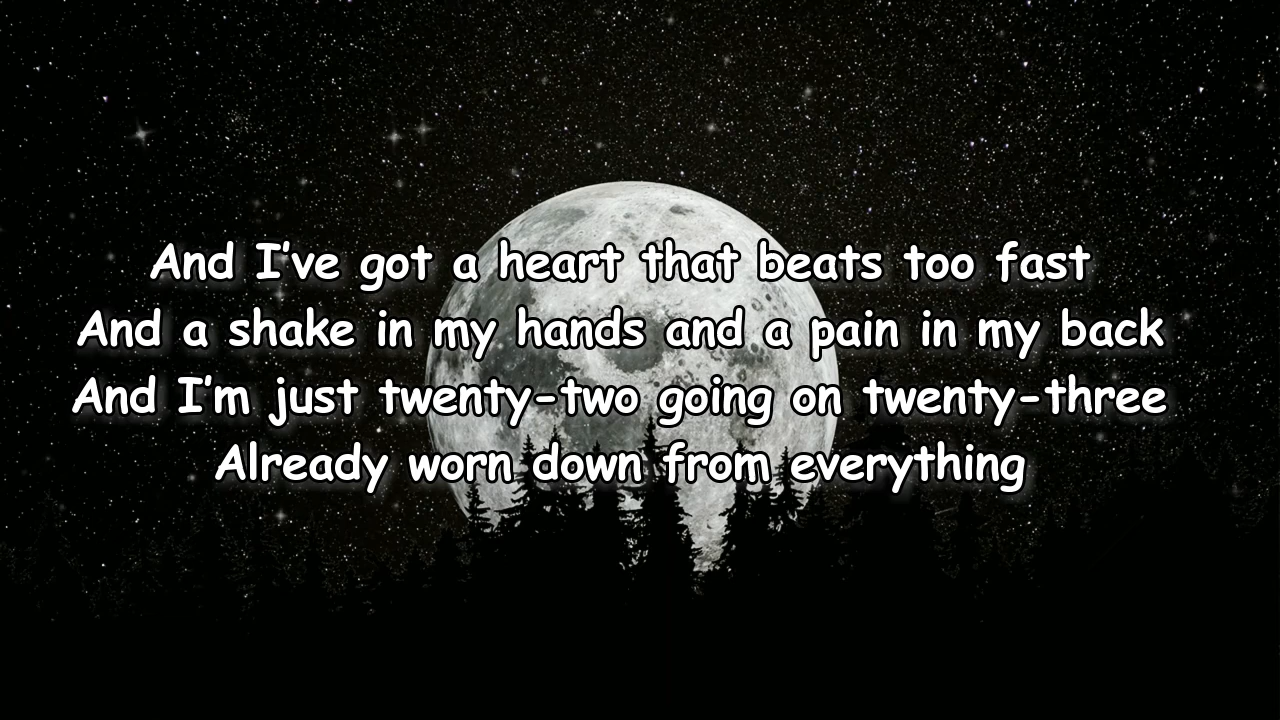 And I've got a heart that beats too fast
And a shake in my hands and a pain in my back
And I'm just twenty-two going on twenty-three
Already worn down from everything